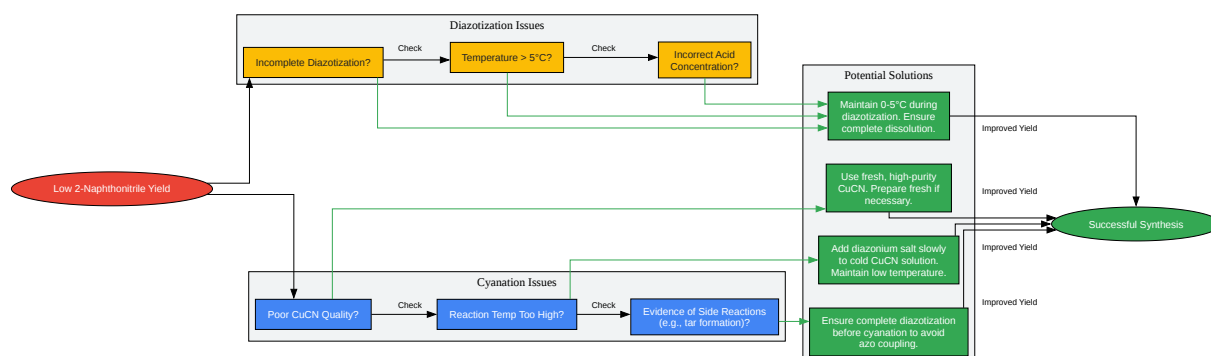 Diazotization Issues
Incomplete Diazotization?
Check
Temperature > 5°C?
Check
Incorrect Acid
Concentration?
Potential Solutions
Maintain 0-5°C during
diazotization. Ensure
complete dissolution.
Improved Yield
Low 2-Naphthonitrile Yield
Use fresh, high-purity
CuCN. Prepare fresh if
necessary.
Improved Yield
Successful Synthesis
Add diazonium salt slowly
to cold CuCN solution.
Maintain low temperature.
Improved Yield
Cyanation Issues
Poor CuCN Quality?
Check
Reaction Temp Too High?
Check
Evidence of Side Reactions
(e.g., tar formation)?
Ensure complete diazotization
before cyanation to avoid
azo coupling.
Improved Yield